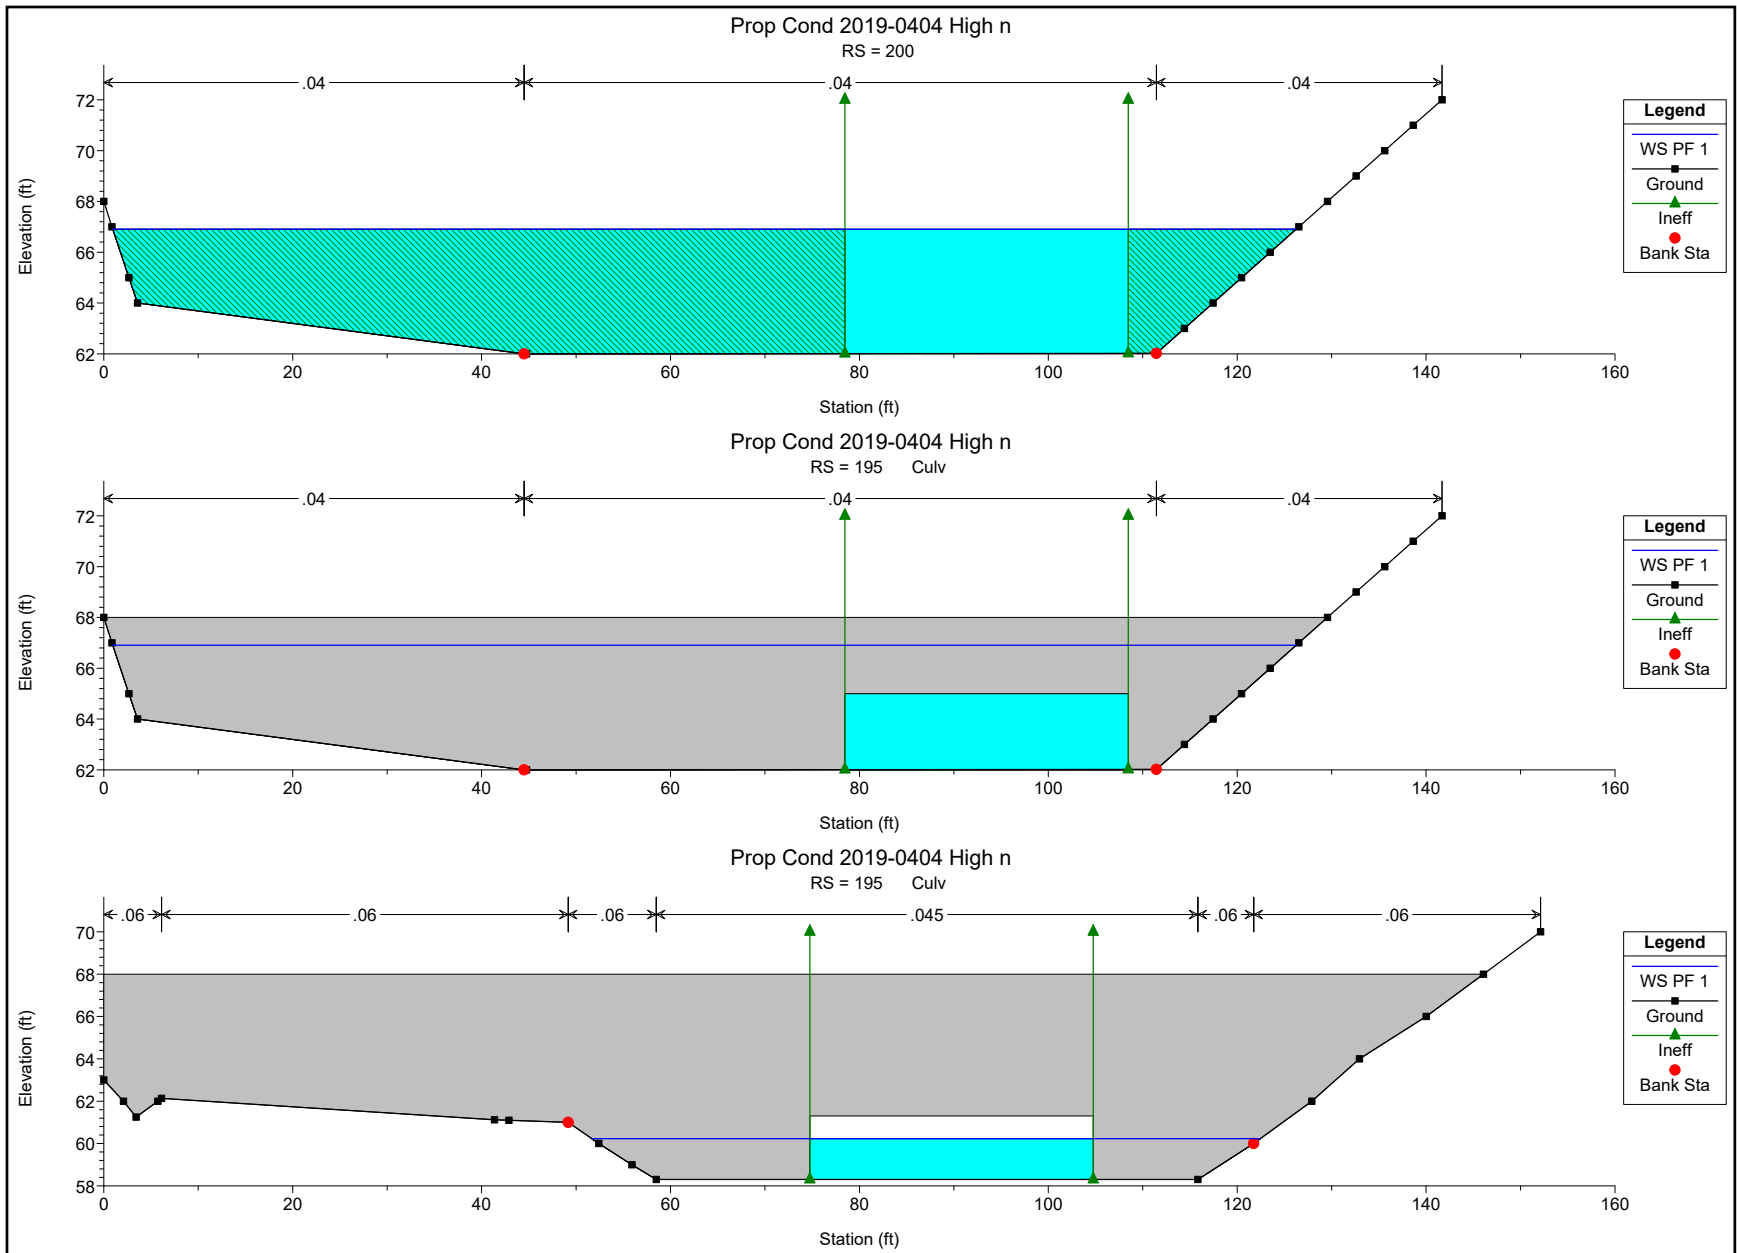 Prop Cond 2019-0404 High n
RS = 200
.04 .04 .04
72
70
68
66
64
62
Elevation (ft)
0 20 40 60 80 100 120 140 160
Station (ft)
Legend
WS PF 1
Ground
Ineff
Bank Sta
Prop Cond 2019-0404 High n
RS = 195 Culv
.04 .04 .04
72
70
68
66
64
62
Elevation (ft)
0 20 40 60 80 100 120 140 160
Station (ft)
Legend
WS PF 1
Ground
Ineff
Bank Sta
Prop Cond 2019-0404 High n
RS = 195 Culv
.06 .06 .06 .045 .06 .06
70
68
66
64
62
60
58
Elevation (ft)
0 20 40 60 80 100 120 140 160
Station (ft)
Legend
WS PF 1
Ground
Ineff
Bank Sta